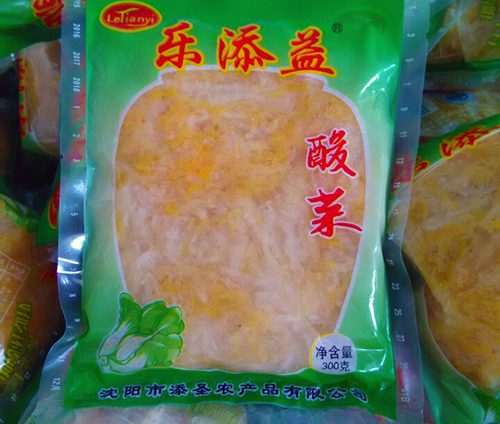 LeTianyi
乐添益®
酸菜
净含量
300克
沈阳市添圣农产品有限公司